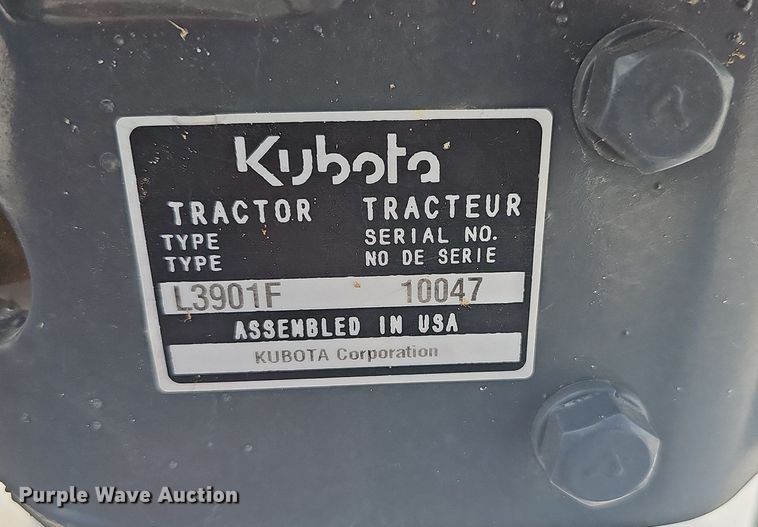 Kubota
TRACTOR TRACTEUR
TYPE SERIAL NO.
TYPE NO DE SERIE
L3901F 10047
ASSEMBLED IN USA
KUBOTA Corporation
Purple Wave Auction